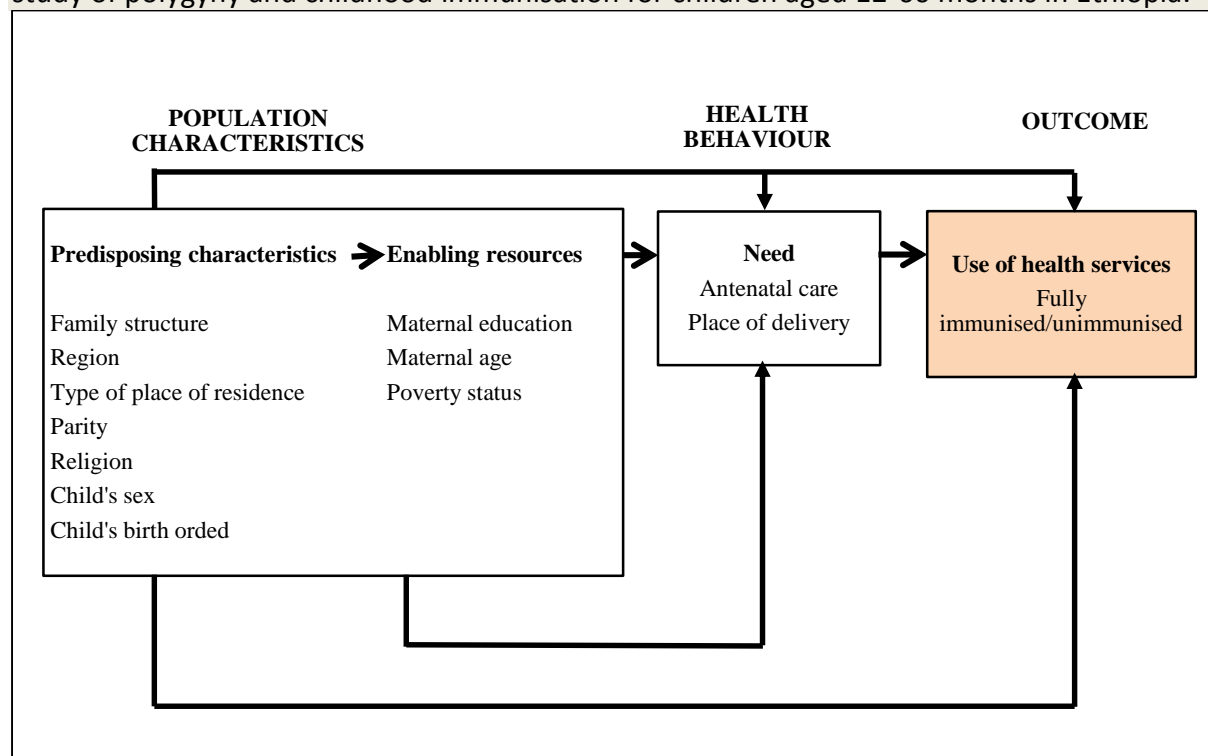 study of polygyny and childhood immunisation for children aged 12-60 months in Ethiopia.
POPULATION
CHARACTERISTICS
HEALTH
BEHAVIOUR
OUTCOME
Predisposing characteristics
Family structure
Region
Type of place of residence
Parity
Religion
Child's sex
Child's birth orded
Enabling resources
Maternal education
Maternal age
Poverty status
Need
Antenatal care
Place of delivery
Use of health services
Fully
immunised/unimmunised